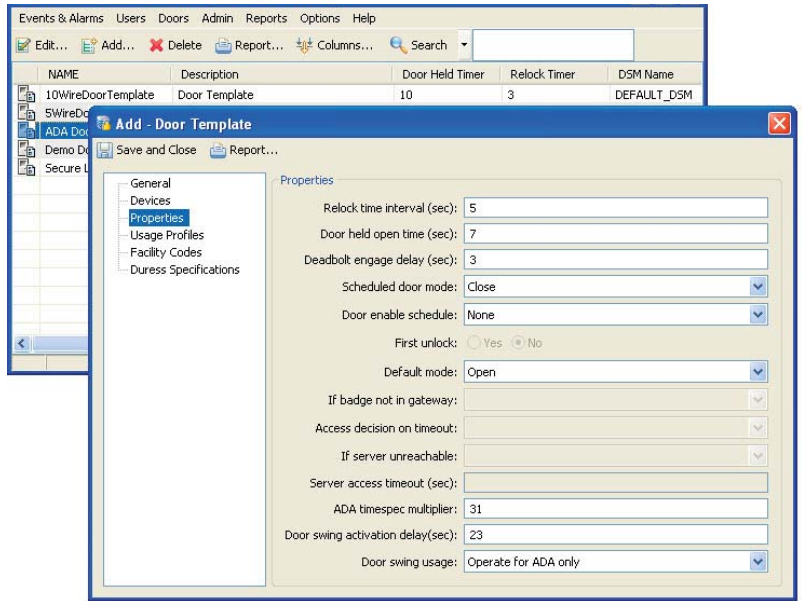 Events & Alarms Users Doors Admin Reports Options Help
Edit... Add... Delete Report... Columns... Search
NAME Description Door Held Timer Relock Timer DSM Name
10WireDoorTemplate Door Template 10 3 DEFAULT_DSM
5WireDo
ADA Doo
Demo Do
Secure L
Add - Door Template
Save and Close Report...
General
Devices
Properties
Usage Profiles
Facility Codes
Duress Specifications
Properties
Relock time interval (sec): 5
Door held open time (sec): 7
Deadbolt engage delay (sec): 3
Scheduled door mode: Close
Door enable schedule: None
First unlock: Yes No
Default mode: Open
If badge not in gateway:
Access decision on timeout:
If server unreachable:
Server access timeout (sec):
ADA timespec multiplier: 31
Door swing activation delay(sec): 23
Door swing usage: Operate for ADA only